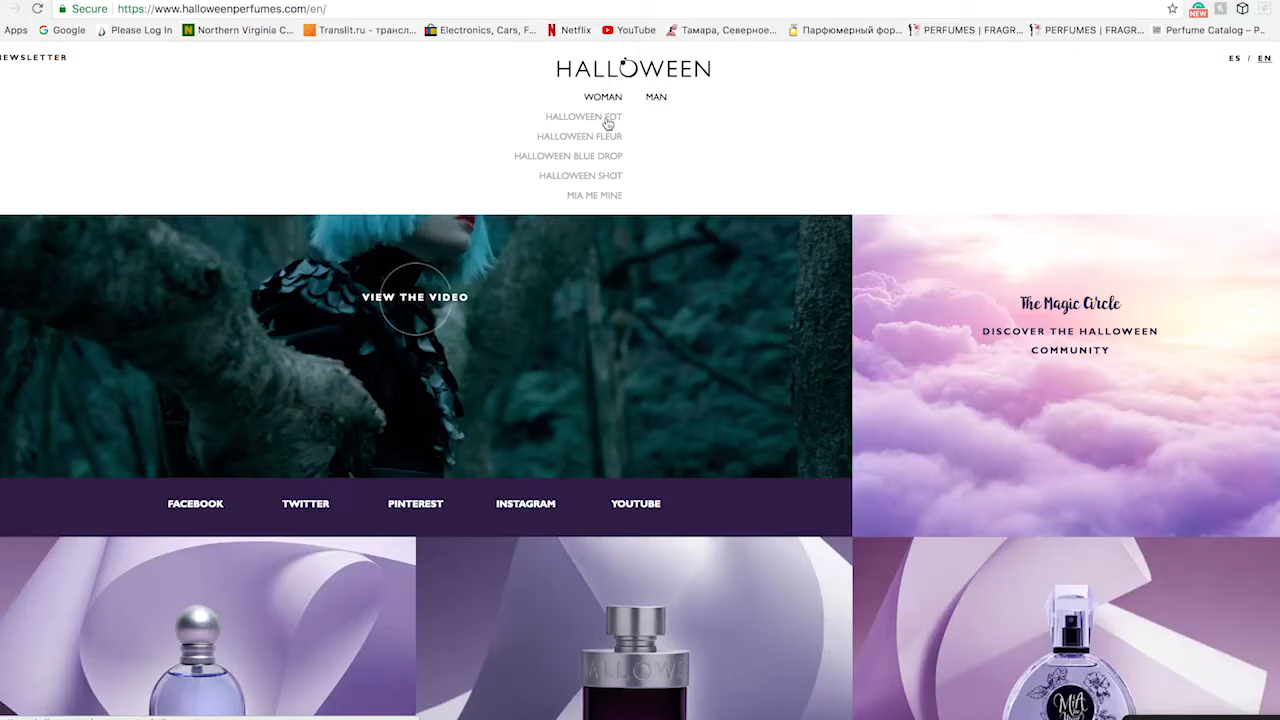 Secure https://www.halloweenperfumes.com/en/
NEW
Apps Google Please Log In Northern Virginia C... Translit.ru - трансл... Electronics, Cars, F... Netflix YouTube Тамара, Северное... Парфюмерный фор... PERFUMES | FRAGR... PERFUMES | FRAGR... Perfume Catalog – P...
EWSLETTER
HALLOWEEN
ES / EN
WOMAN MAN
HALLOWEEN EDT
HALLOWEEN FLEUR
HALLOWEEN BLUE DROP
HALLOWEEN SHOT
MIA ME MINE
VIEW THE VIDEO
The Magic Circle
DISCOVER THE HALLOWEEN
COMMUNITY
FACEBOOK TWITTER PINTEREST INSTAGRAM YOUTUBE
HALLOWE
MiA